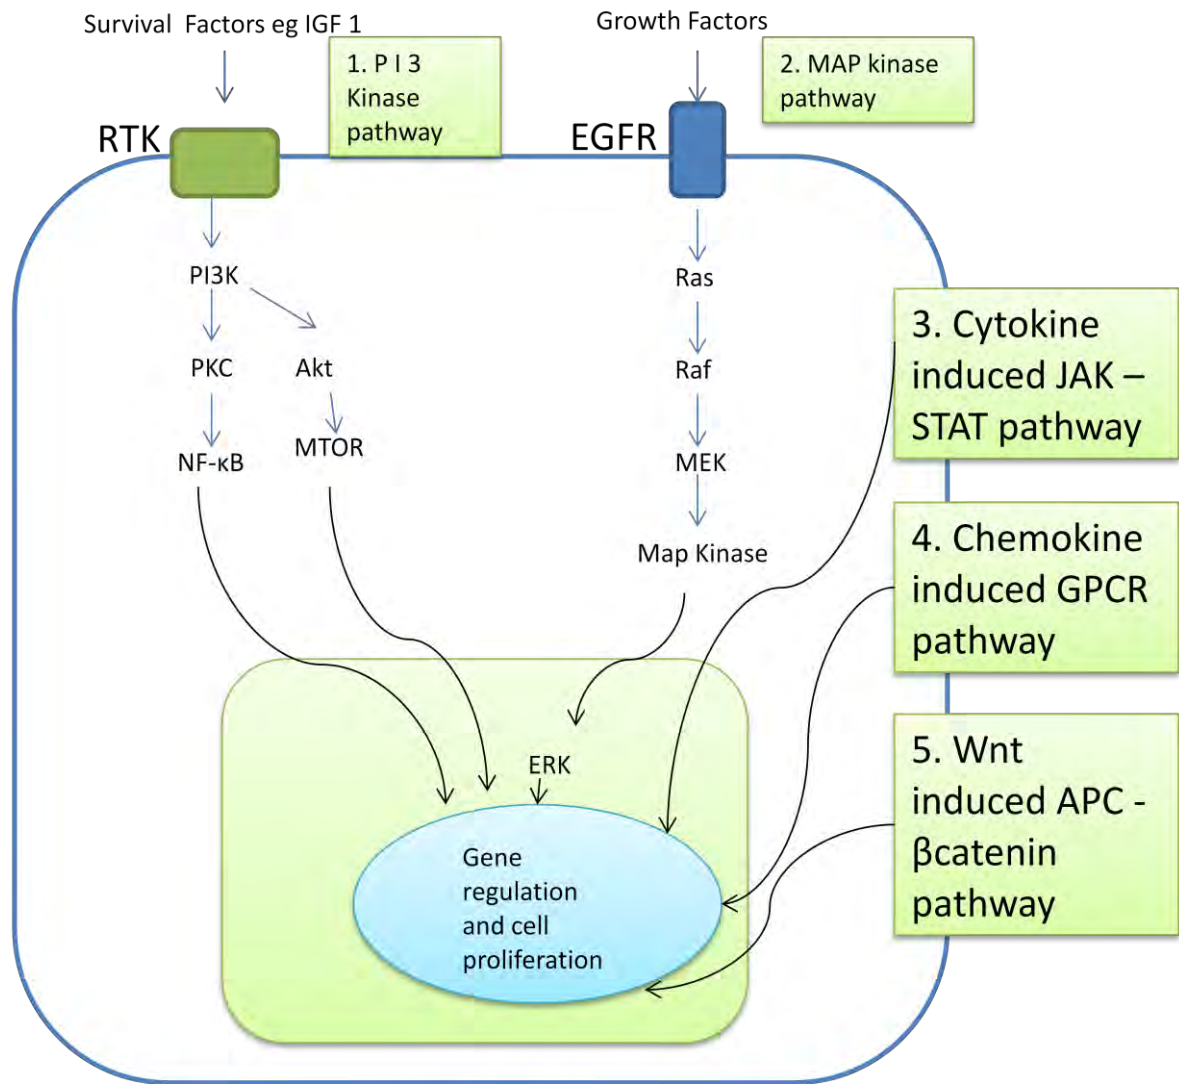 Survival Factors eg IGF 1
Growth Factors
1. P I 3
Kinase
pathway
2. MAP kinase
pathway
RTK
EGFR
PI3K
Ras
PKC
Akt
Raf
NF-κB
MTOR
MEK
Map Kinase
3. Cytokine
induced JAK –
STAT pathway
4. Chemokine
induced GPCR
pathway
5. Wnt
induced APC -
βcatenin
pathway
ERK
Gene
regulation
and cell
proliferation